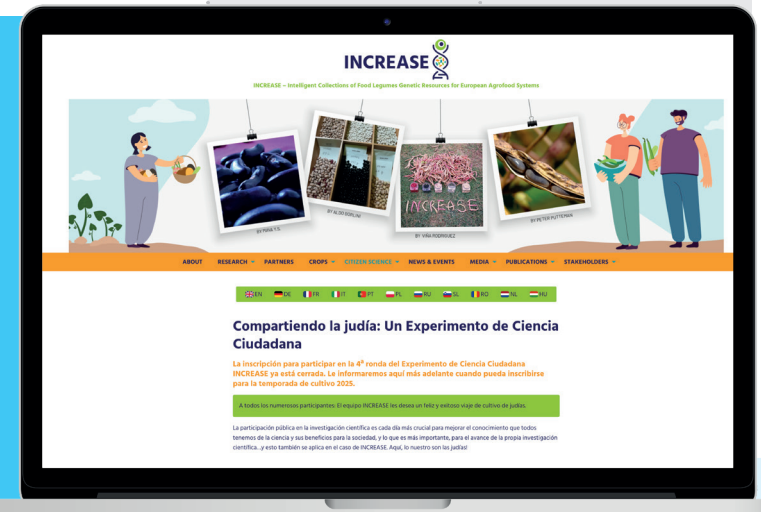 INCREASE
INCREASE – Intelligent Collections of Food Legumes Genetic Resources for European Agrofood Systems
BY ALDO GORLINI
INCREASE
BY VIÑA RODRIGUEZ
ABOUT RESEARCH PARTNERS CROPS CITIZEN SCIENCE NEWS & EVENTS MEDIA PUBLICATIONS STAKEHOLDERS
EN DE FR IT PT PL RU SL RO NL HU
Compartiendo la judía: Un Experimento de Ciencia
Ciudadana
La inscripción para participar en la 4ª ronda del Experimento de Ciencia Ciudadana
INCREASE ya está cerrada. Le informaremos aquí más adelante cuando pueda inscribirse
para la temporada de cultivo 2025.
A todos los numerosos participantes: El equipo INCREASE les desea un feliz y exitoso viaje de cultivo de judías.
La participación pública en la investigación científica es cada día más crucial para mejorar el conocimiento que todos
tenemos de la ciencia y sus beneficios para la sociedad, y lo que es más importante, para el avance de la propia investigación
científica...y esto también se aplica en el caso de INCREASE. Aquí, ¡lo nuestro son las judías!